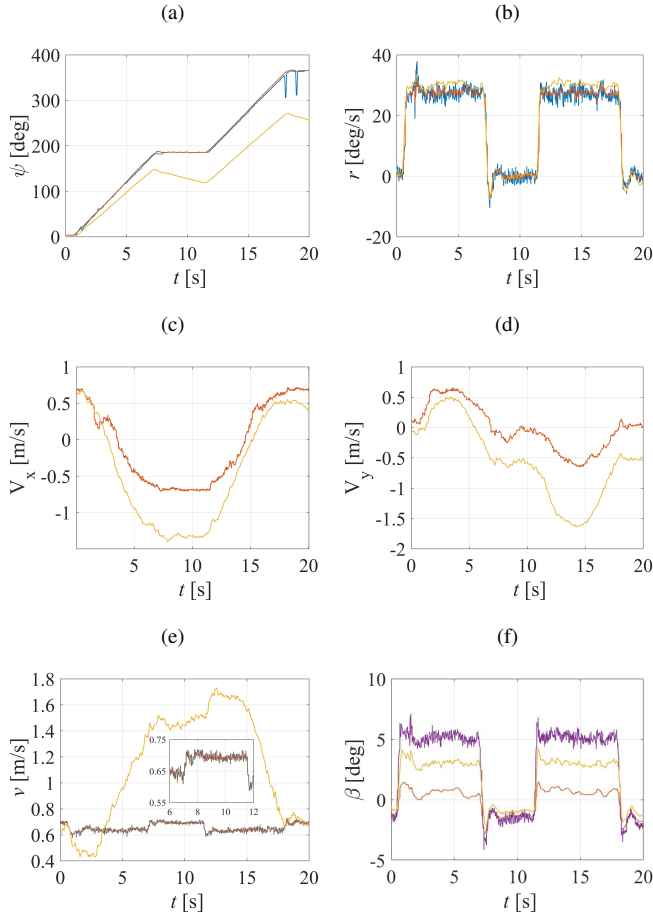 (a)
400
300
200
100
0
ψ [deg]
0 5 10 15 20
t [s]
(b)
40
20
0
-20
r [deg/s]
0 5 10 15 20
t [s]
(c)
1
0.5
0
-0.5
-1
V_x [m/s]
0 5 10 15 20
t [s]
(d)
1
0.5
0
-0.5
-1
-1.5
-2
V_y [m/s]
0 5 10 15 20
t [s]
(e)
1.8
1.6
1.4
1.2
1
0.8
0.6
0.4
v [m/s]
0.75
0.65
0.55
6 8 10 12
0 5 10 15 20
t [s]
(f)
10
5
0
-5
β [deg]
0 5 10 15 20
t [s]